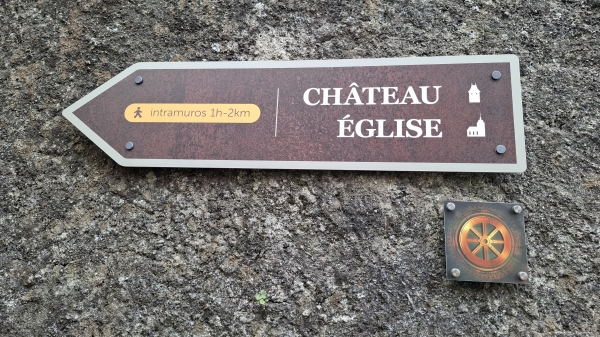 intramuros 1h-2km
CHÂTEAU
ÉGLISE